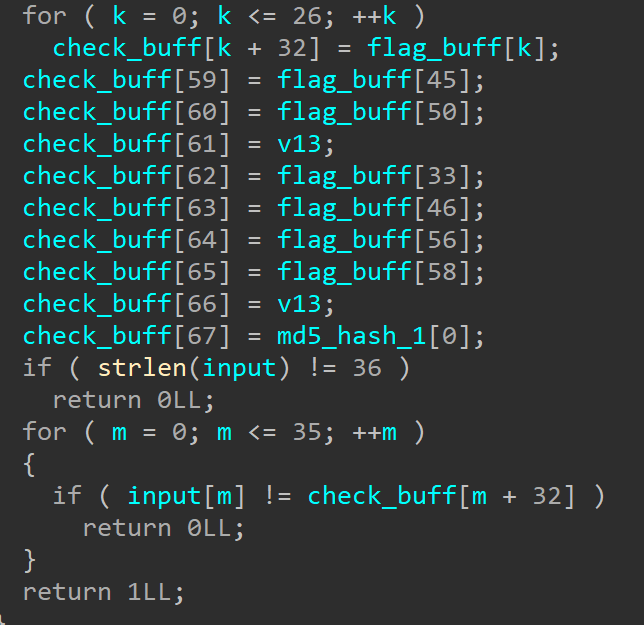 for ( k = 0; k <= 26; ++k )
check_buff[k + 32] = flag_buff[k];
check_buff[59] = flag_buff[45];
check_buff[60] = flag_buff[50];
check_buff[61] = v13;
check_buff[62] = flag_buff[33];
check_buff[63] = flag_buff[46];
check_buff[64] = flag_buff[56];
check_buff[65] = flag_buff[58];
check_buff[66] = v13;
check_buff[67] = md5_hash_1[0];
if ( strlen(input) != 36 )
return 0LL;
for ( m = 0; m <= 35; ++m )
{
if ( input[m] != check_buff[m + 32] )
return 0LL;
}
return 1LL;